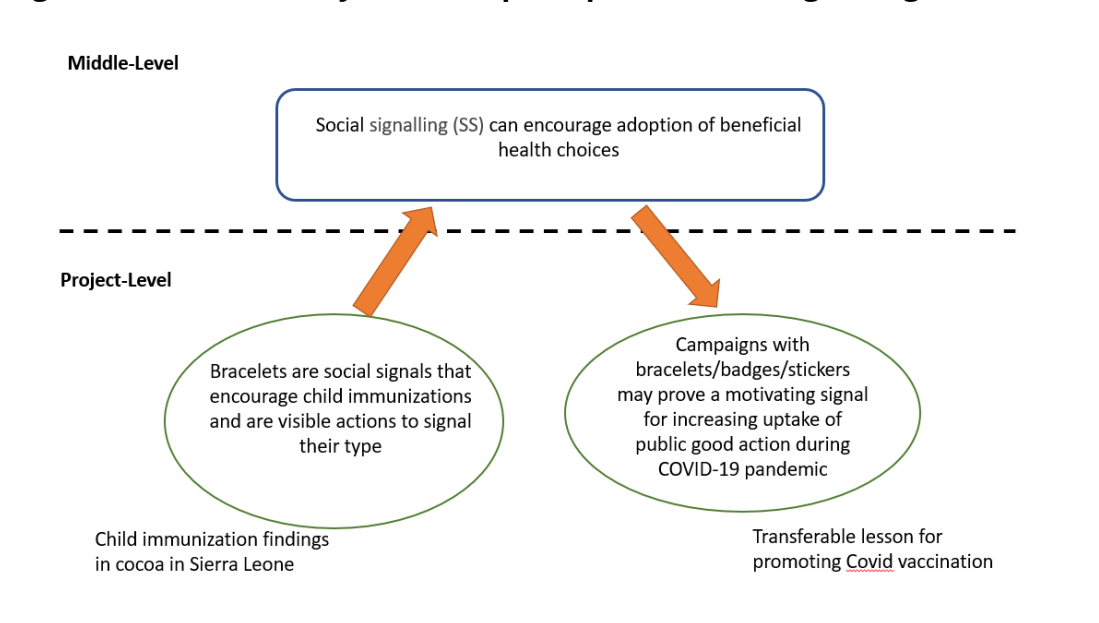 Middle-Level
Social signalling (SS) can encourage adoption of beneficial
health choices
Project-Level
Bracelets are social signals that
encourage child immunizations
and are visible actions to signal
their type
Campaigns with
bracelets/badges/stickers
may prove a motivating signal
for increasing uptake of
public good action during
COVID-19 pandemic
Child immunization findings
in cocoa in Sierra Leone
Transferable lesson for
promoting Covid vaccination